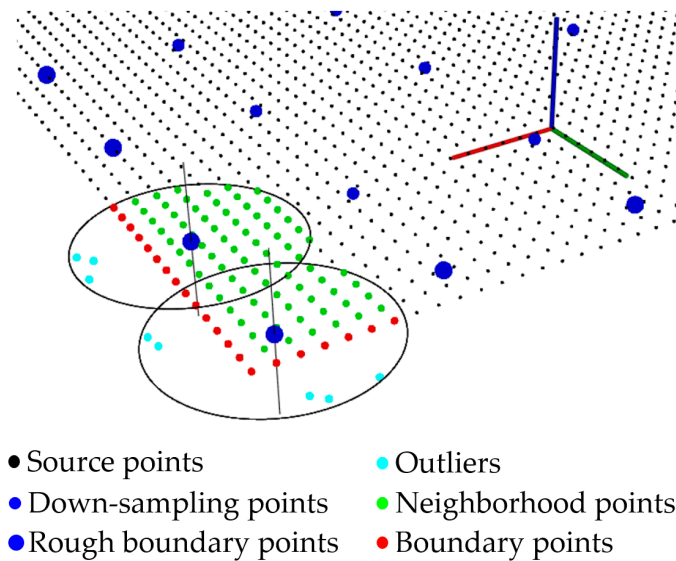 Source points
Outliers
Down-sampling points
Neighborhood points
Rough boundary points
Boundary points